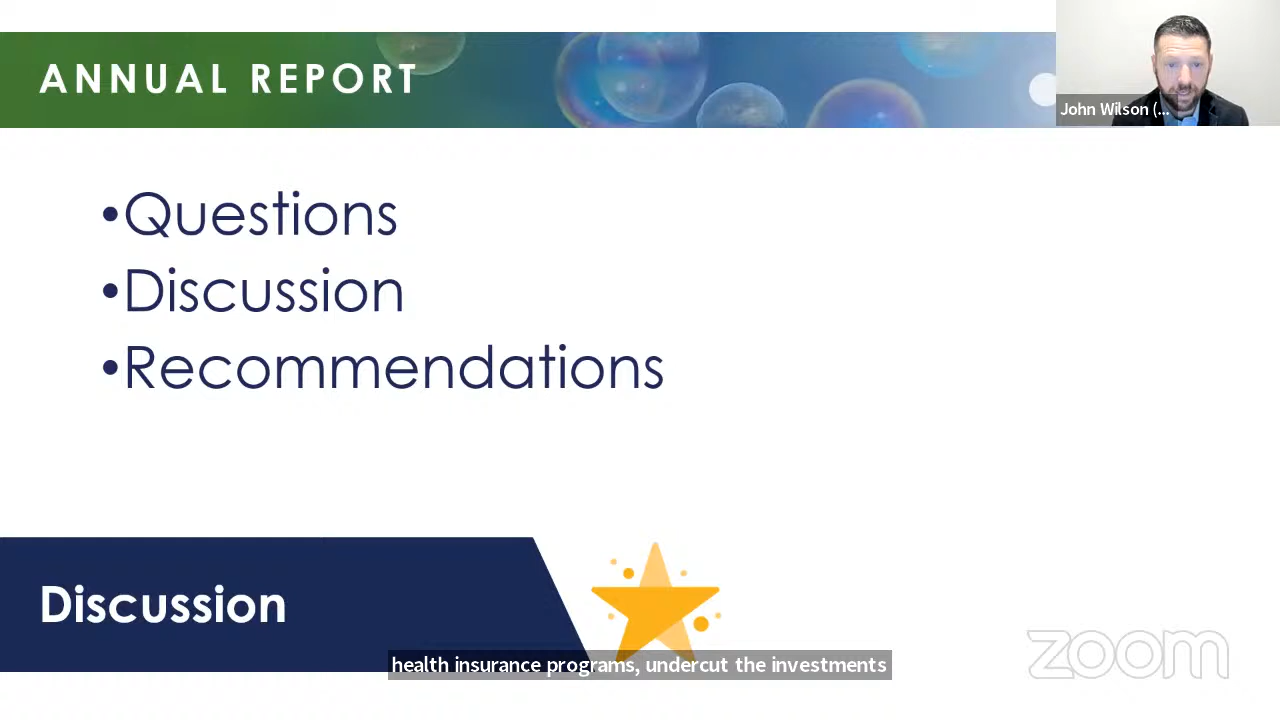 ANNUAL REPORT
John Wilson (...
•Questions
•Discussion
•Recommendations
Discussion
health insurance programs, undercut the investments
zoom